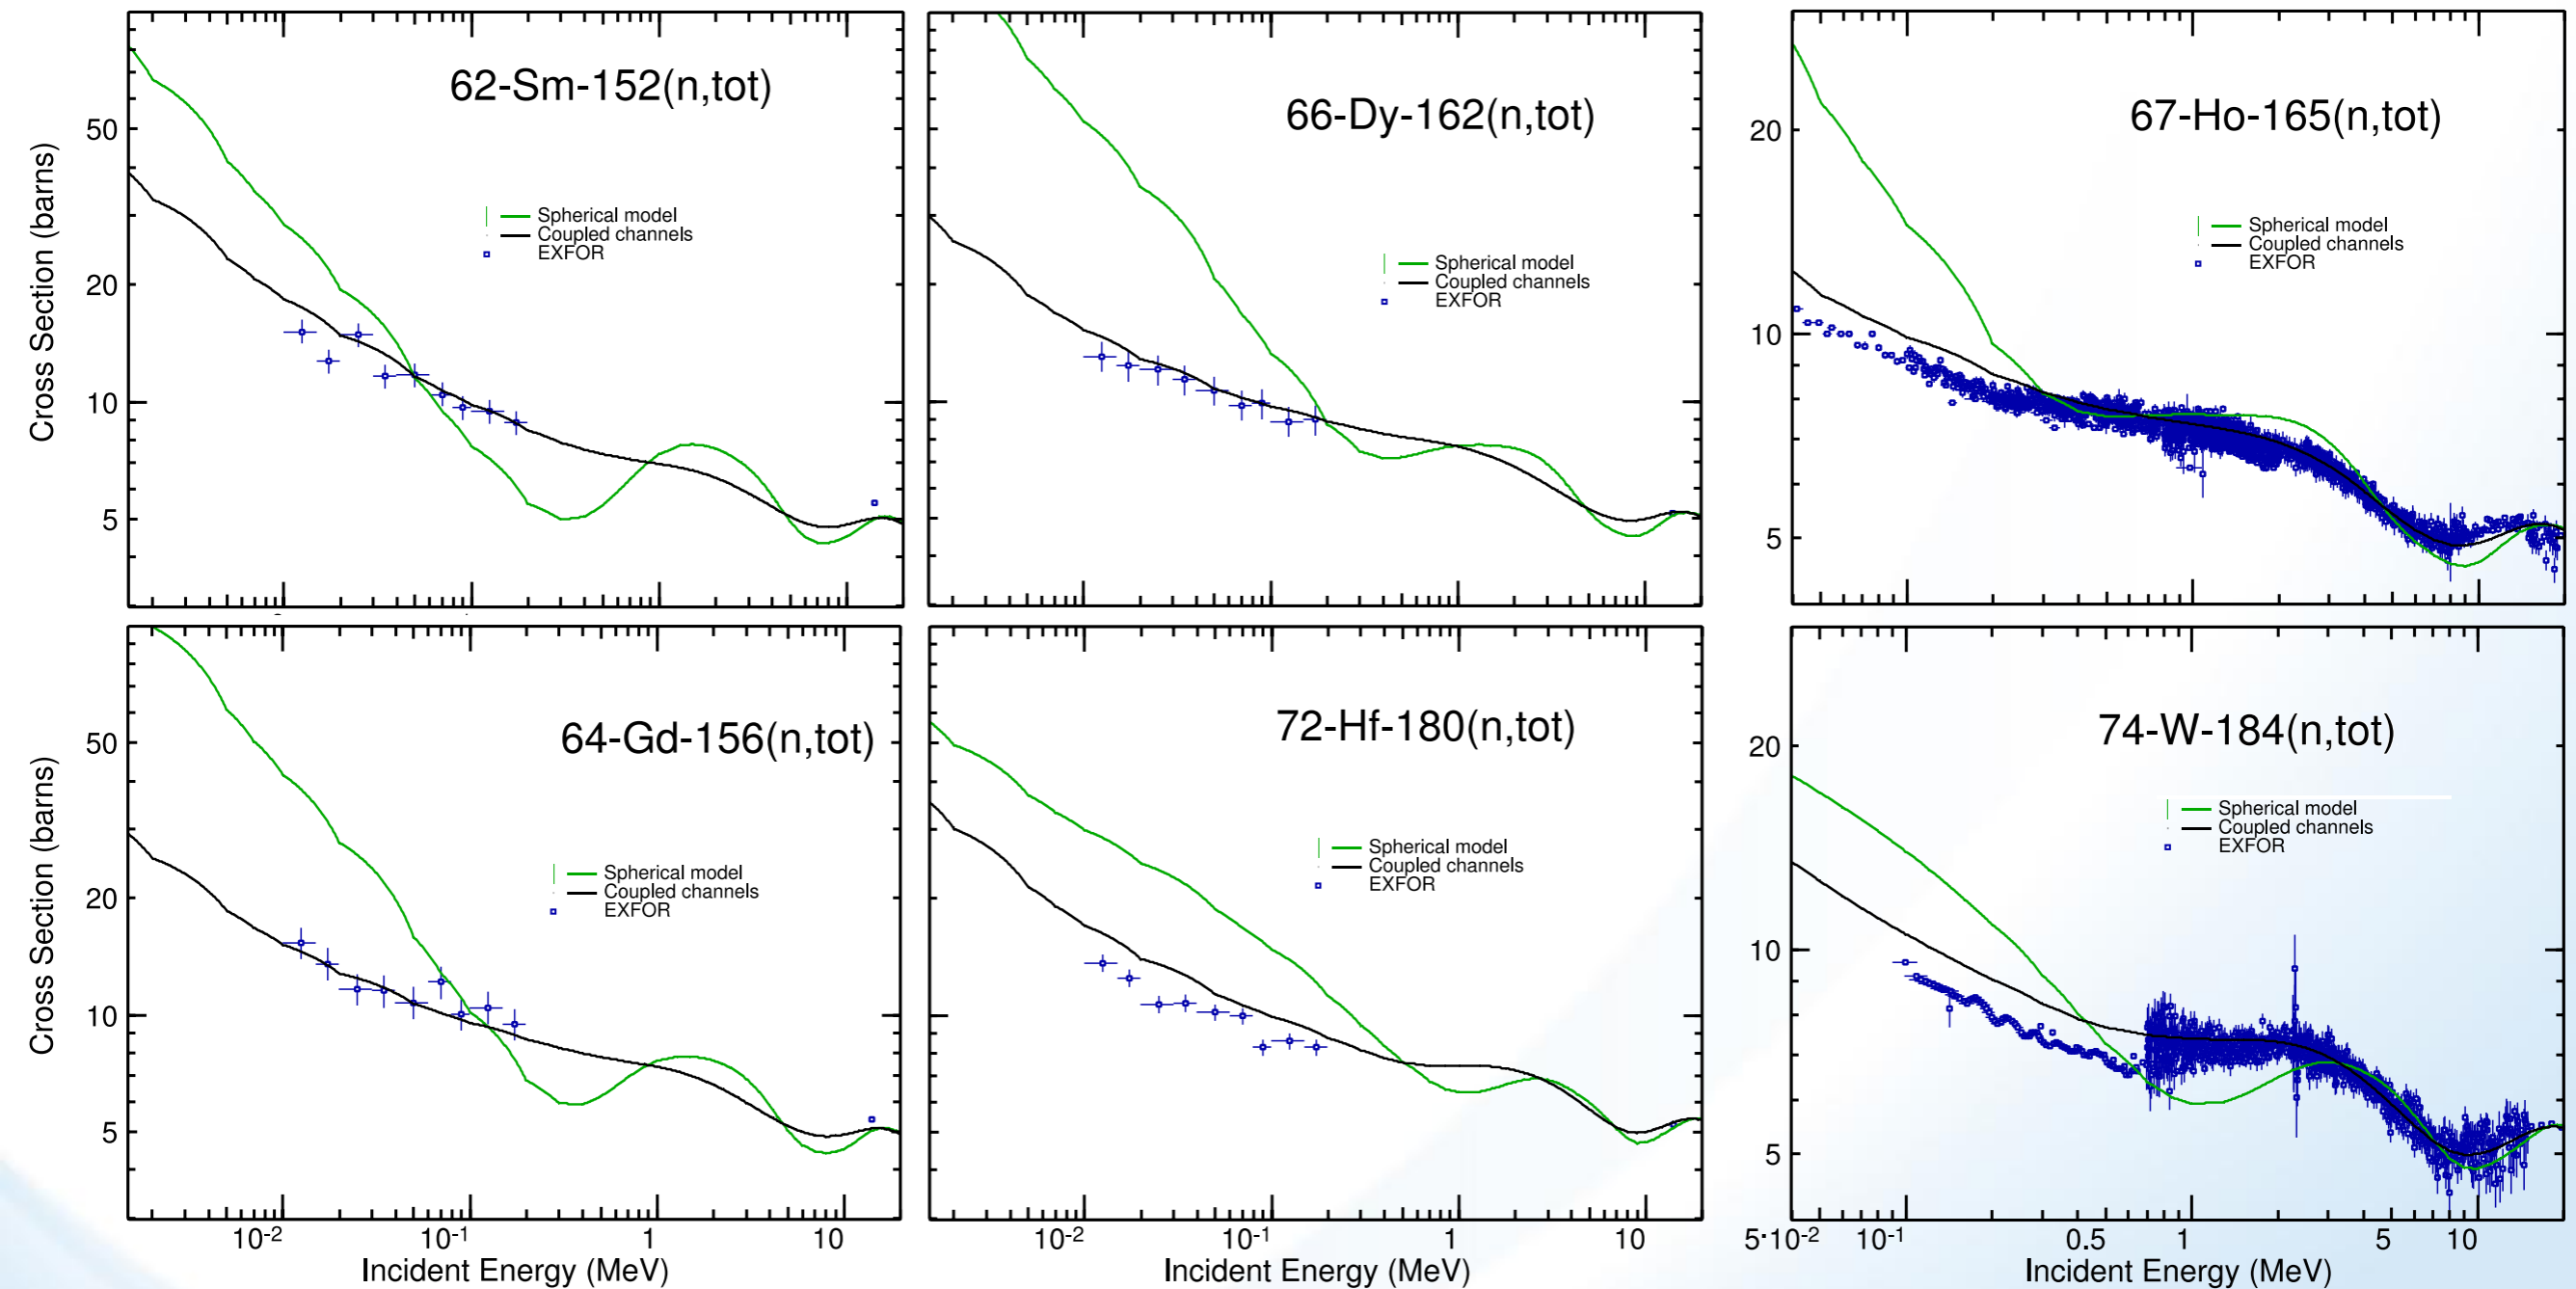 62-Sm-152(n,tot)
Cross Section (barns)
50
20
10
5
Spherical model
Coupled channels
EXFOR
66-Dy-162(n,tot)
Spherical model
Coupled channels
EXFOR
67-Ho-165(n,tot)
20
10
5
Spherical model
Coupled channels
EXFOR
64-Gd-156(n,tot)
Cross Section (barns)
50
20
10
5
Spherical model
Coupled channels
EXFOR
10-2
10-1
1
10
Incident Energy (MeV)
72-Hf-180(n,tot)
Spherical model
Coupled channels
EXFOR
10-2
10-1
1
10
Incident Energy (MeV)
74-W-184(n,tot)
20
10
5
Spherical model
Coupled channels
EXFOR
5·10-2
10-1
0.5
1
5
10
Incident Energy (MeV)